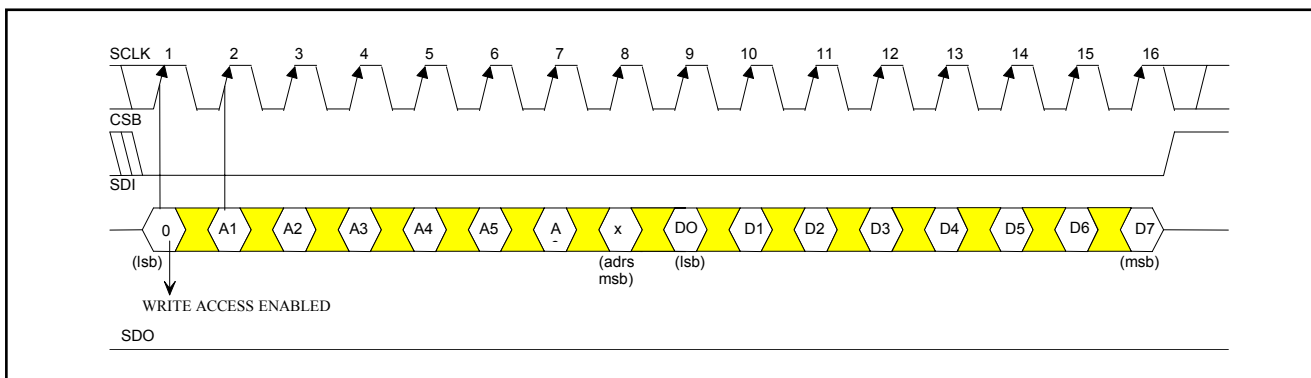 SCLK 1 2 3 4 5 6 7 8 9 10 11 12 13 14 15 16
CSB
SDI
0 A1 A2 A3 A4 A5 A- x DO D1 D2 D3 D4 D5 D6 D7
(lsb) (adrs msb) (lsb) (msb)
WRITE ACCESS ENABLED
SDO